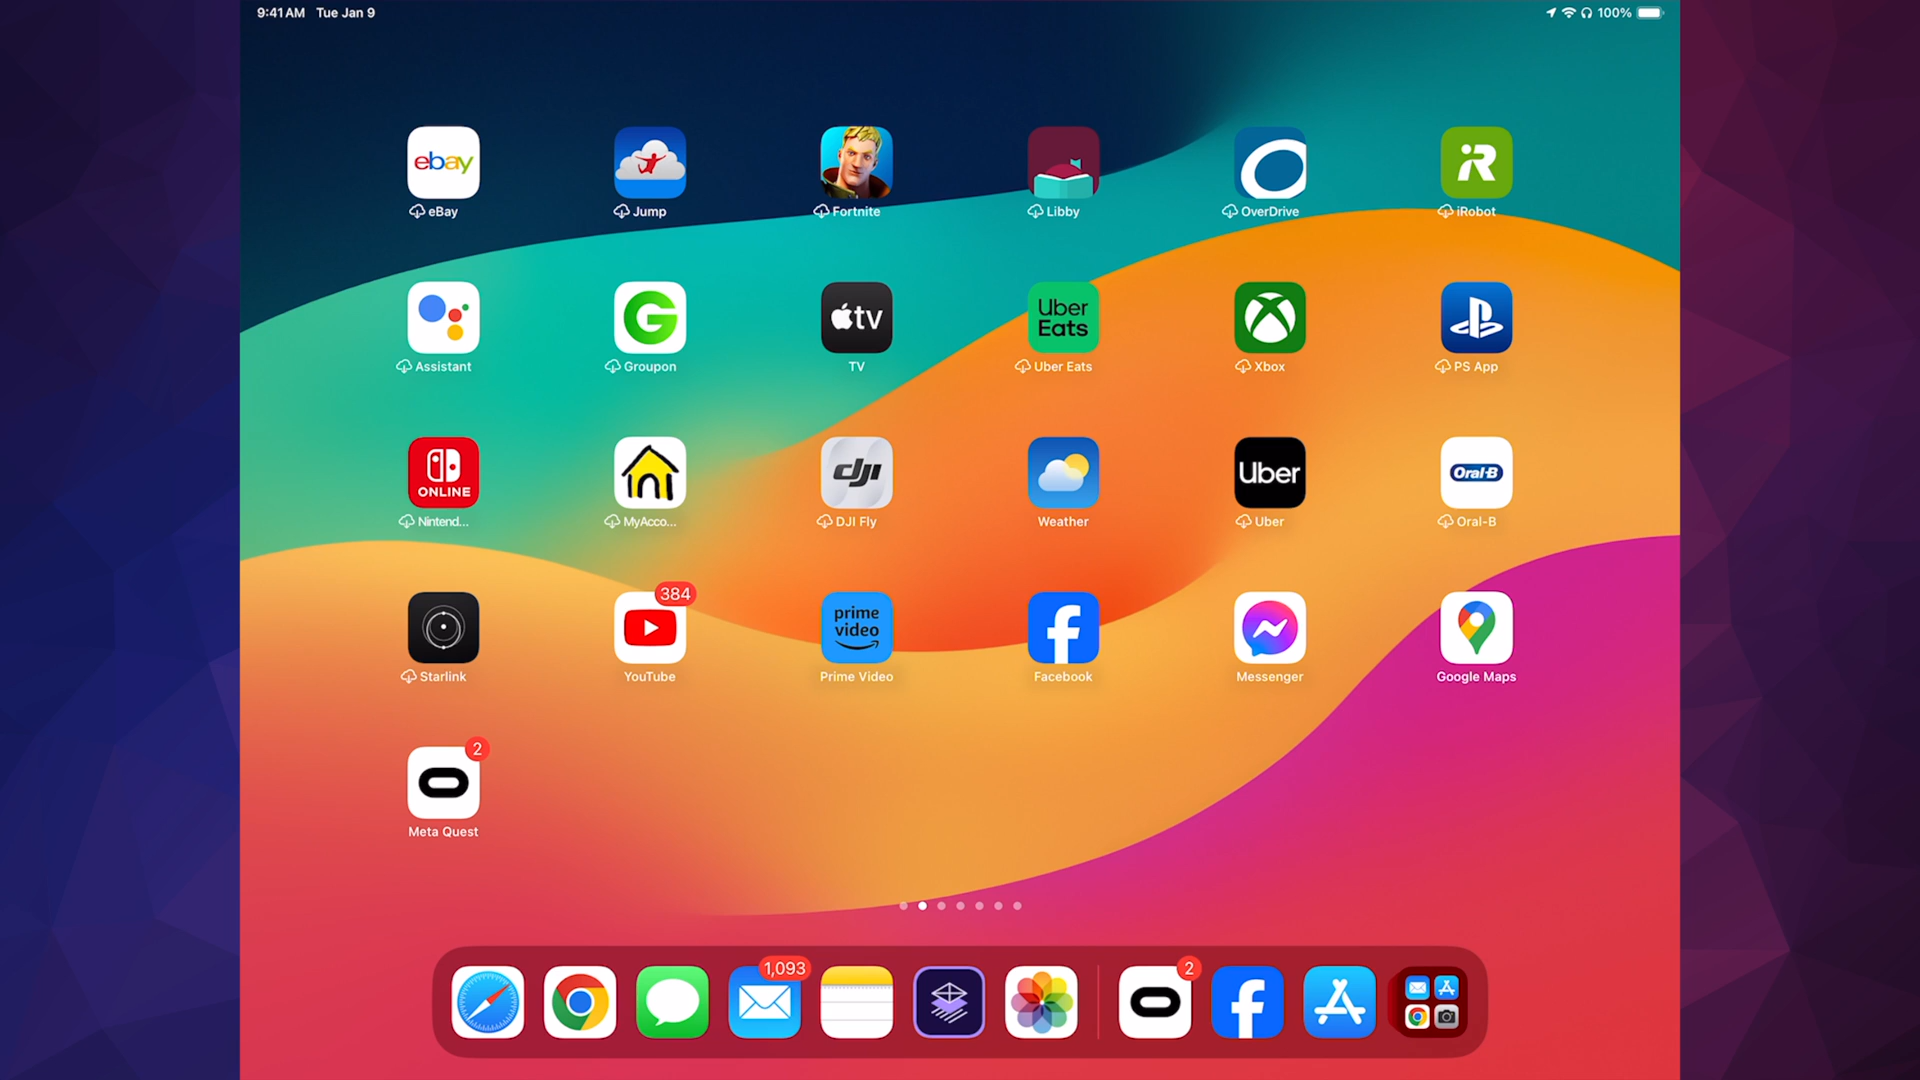 9:41 AM Tue Jan 9
100%
ebay
eBay
Jump
Fortnite
Libby
OverDrive
iR
iRobot
Assistant
G
Groupon
tv
TV
Uber
Eats
Uber Eats
Xbox
PS App
ONLINE
Nintend...
MyAcco...
dji
DJI Fly
Weather
Uber
Uber
Oral-B
Oral-B
Starlink
384
YouTube
prime
video
Prime Video
Facebook
Messenger
Google Maps
2
Meta Quest
1,093
2